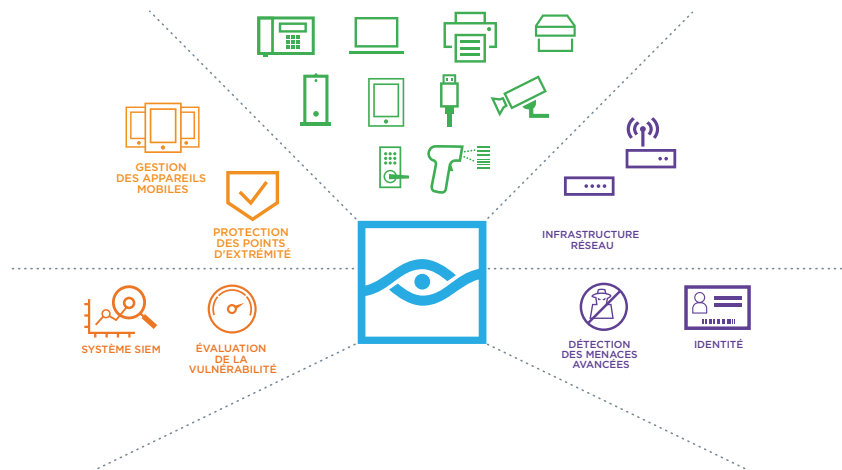 GESTION
DES APPAREILS
MOBILES
PROTECTION
DES POINTS
D'EXTRÉMITÉ
INFRASTRUCTURE
RÉSEAU
SYSTÈME SIEM
ÉVALUATION
DE LA
VULNÉRABILITÉ
DÉTECTION
DES MENACES
AVANCÉES
IDENTITÉ